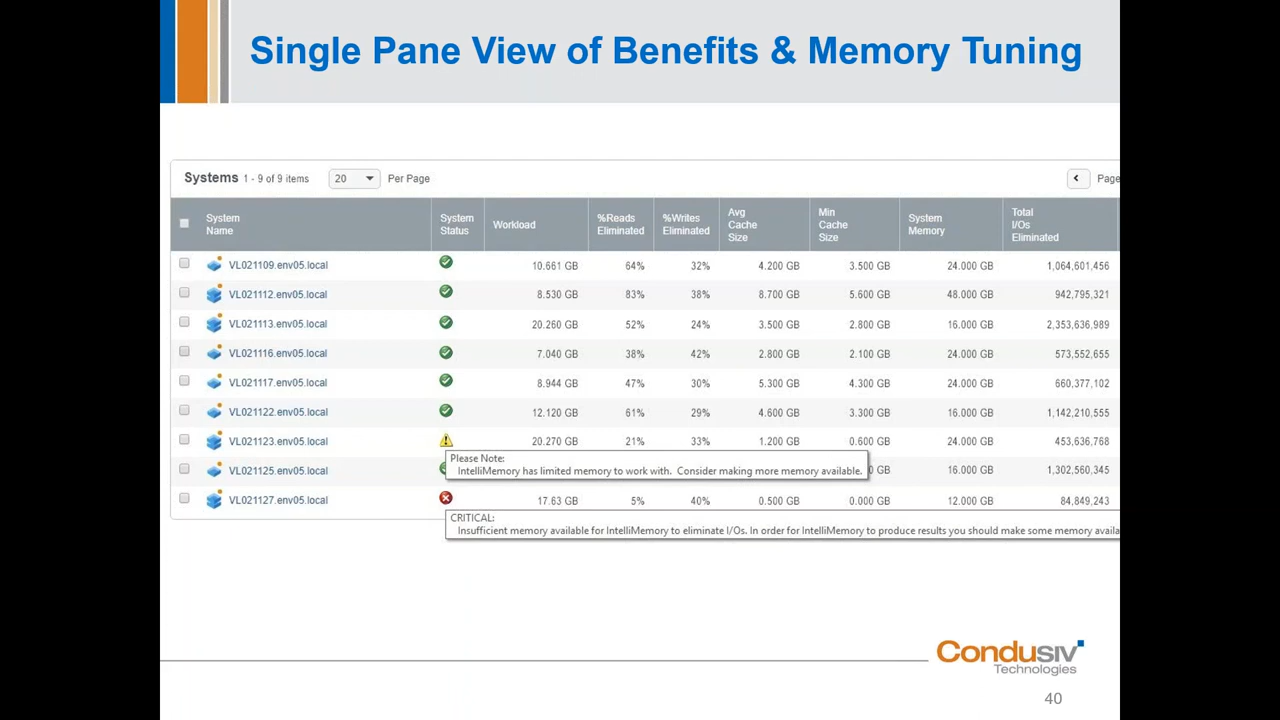 Single Pane View of Benefits & Memory Tuning
Systems 1 - 9 of 9 items 20 Per Page Page
System Name System Status Workload %Reads Eliminated %Writes Eliminated Avg Cache Size Min Cache Size System Memory Total I/Os Eliminated
VL021109.env05.local 10.661 GB 64% 32% 4.200 GB 3.500 GB 24.000 GB 1,064,601,456
VL021112.env05.local 8.530 GB 83% 38% 8.700 GB 5.600 GB 48.000 GB 942,795,321
VL021113.env05.local 20.260 GB 52% 24% 3.500 GB 2.800 GB 16.000 GB 2,353,636,989
VL021116.env05.local 7.040 GB 38% 42% 2.800 GB 2.100 GB 24.000 GB 573,552,655
VL021117.env05.local 8.944 GB 47% 30% 5.300 GB 4.300 GB 24.000 GB 660,377,102
VL021122.env05.local 12.120 GB 61% 29% 4.600 GB 3.300 GB 16.000 GB 1,142,210,555
VL021123.env05.local 20.270 GB 21% 33% 1.200 GB 0.600 GB 24.000 GB 453,636,768
Please Note:
IntelliMemory has limited memory to work with. Consider making more memory available.
VL021125.env05.local 0 GB 16.000 GB 1,302,560,345
VL021127.env05.local 17.63 GB 5% 40% 0.500 GB 0.000 GB 12.000 GB 84,849,243
CRITICAL:
Insufficient memory available for IntelliMemory to eliminate I/Os. In order for IntelliMemory to produce results you should make some memory availa
Condusiv
Technologies
40